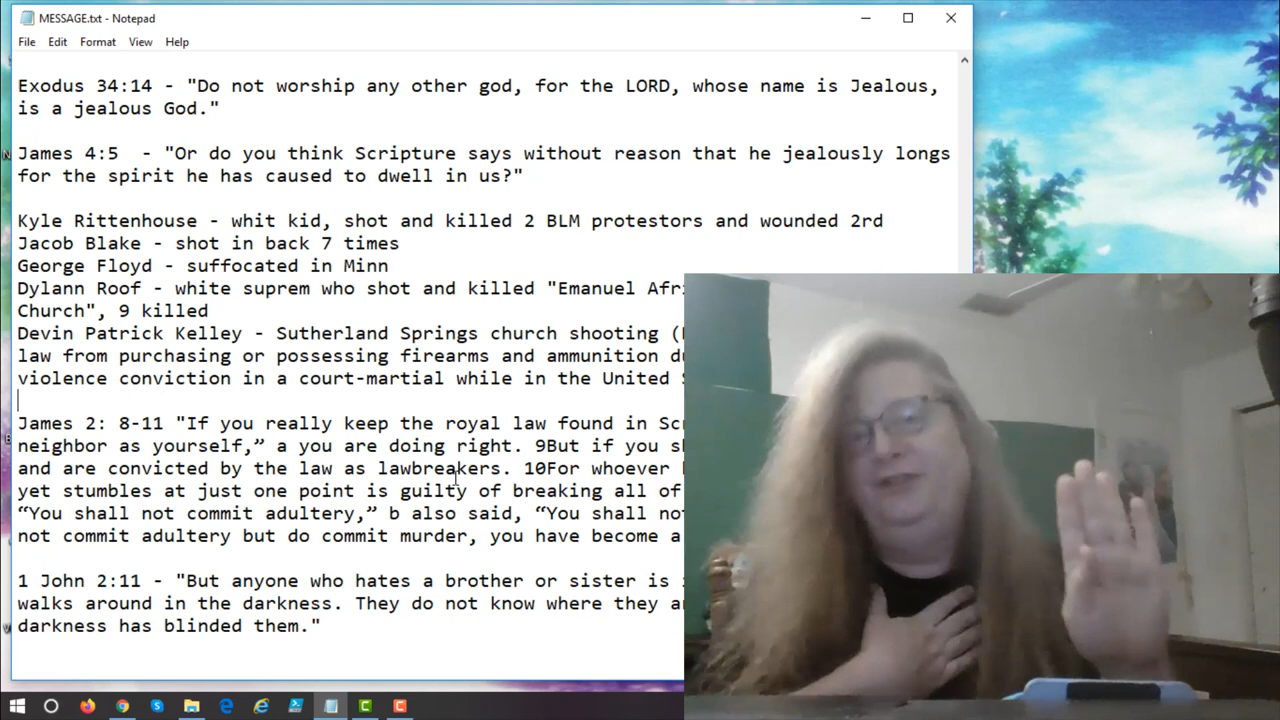 MESSAGE.txt - Notepad
File Edit Format View Help
Exodus 34:14 - "Do not worship any other god, for the LORD, whose name is Jealous,
is a jealous God."
James 4:5  - "Or do you think Scripture says without reason that he jealously longs
for the spirit he has caused to dwell in us?"
Kyle Rittenhouse - whit kid, shot and killed 2 BLM protestors and wounded 2rd
Jacob Blake - shot in back 7 times
George Floyd - suffocated in Minn
Dylann Roof - white suprem who shot and killed "Emanuel
Church", 9 killed
Devin Patrick Kelley - Sutherland Springs church shooting (
law from purchasing or possessing firearms and ammunition
violence conviction in a court-martial while in the United
James 2: 8-11 "If you really keep the royal law found in
neighbor as yourself,” a you are doing right. 9But if you
and are convicted by the law as lawbreakers. 10For whoever
yet stumbles at just one point is guilty of breaking all of
“You shall not commit adultery,” b also said, “You shall
not commit adultery but do commit murder, you have become a
1 John 2:11 - "But anyone who hates a brother or sister is
walks around in the darkness. They do not know where they
darkness has blinded them."